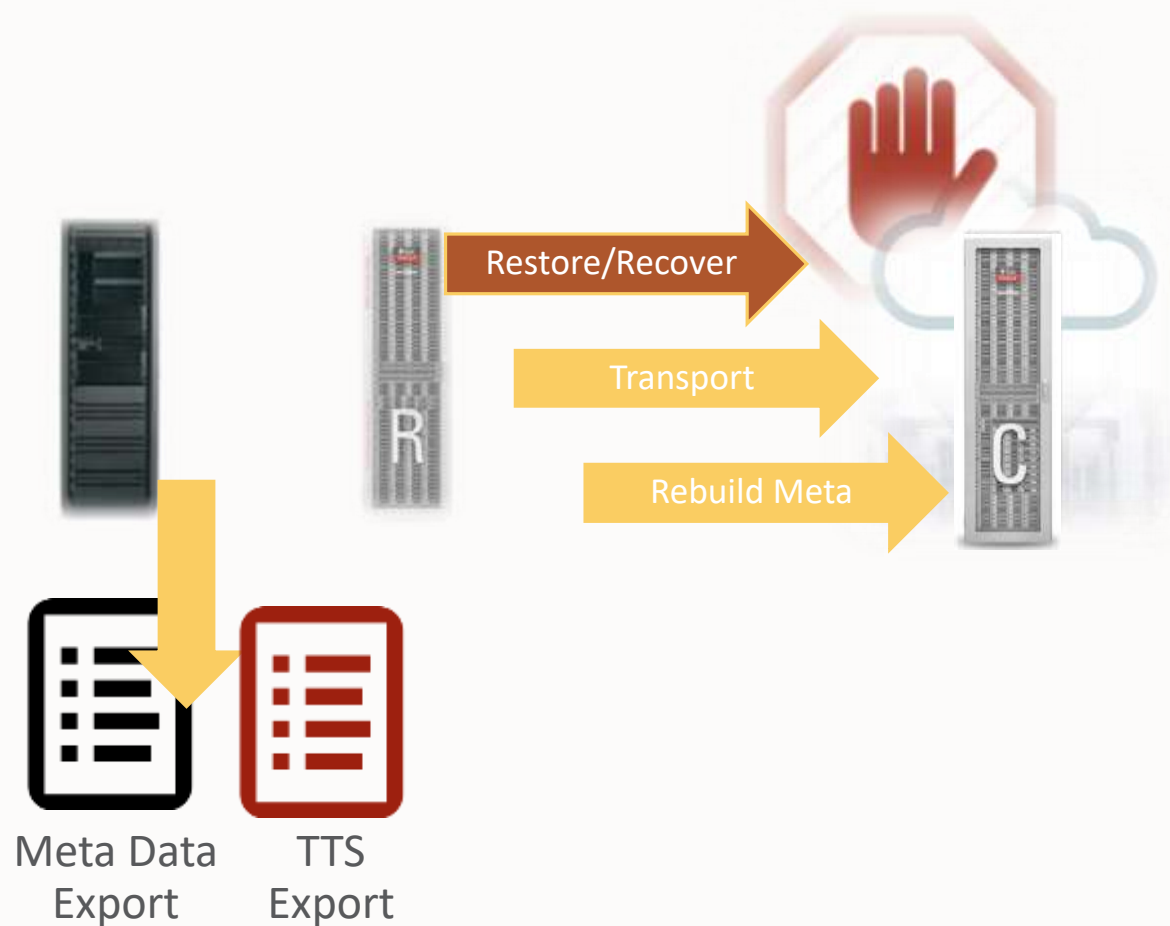 Restore/Recover
Transport
R
C
Rebuild Meta
Meta Data
Export
TTS
Export